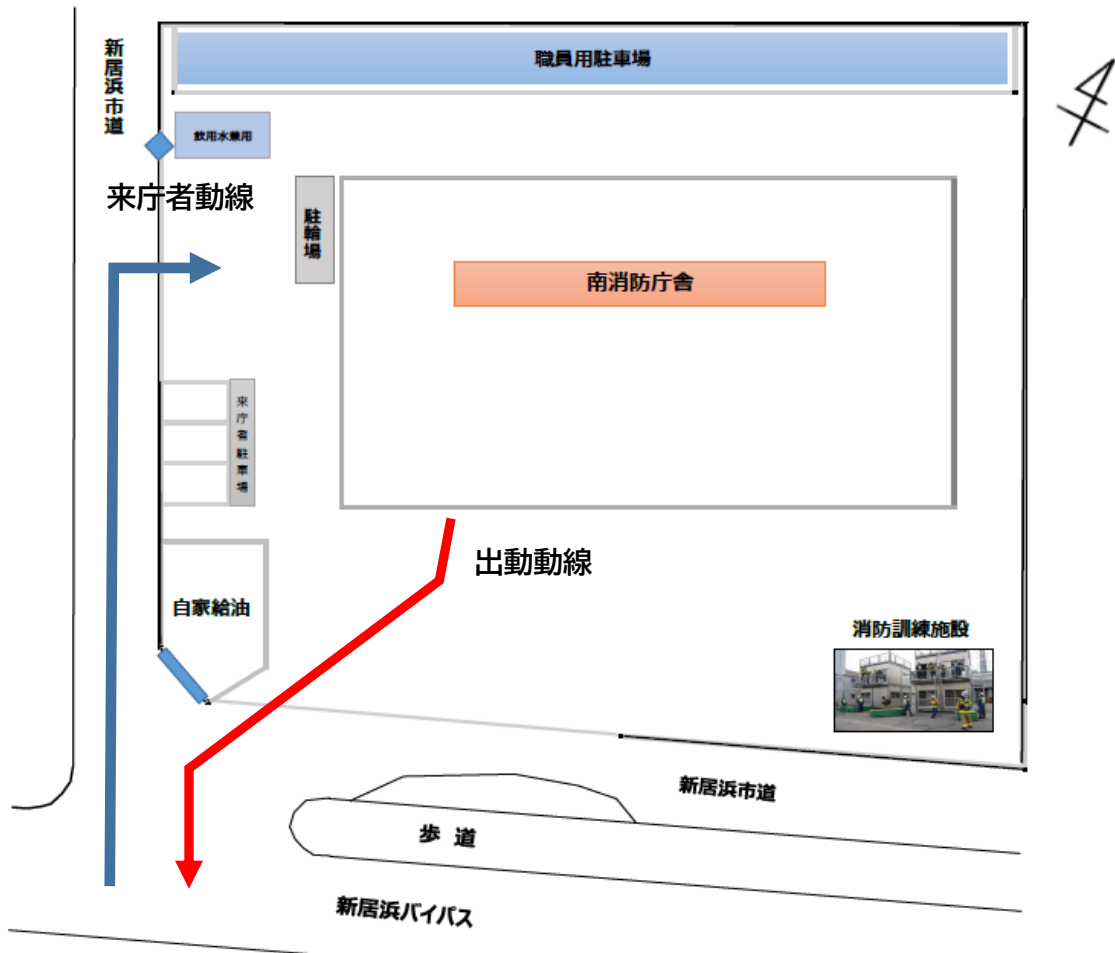 新居浜市道
職員用駐車場
飲用水兼用
来庁者動線
駐輪場
南消防庁舎
来庁者駐車場
出動動線
自家給油
消防訓練施設
新居浜市道
歩道
新居浜バイパス